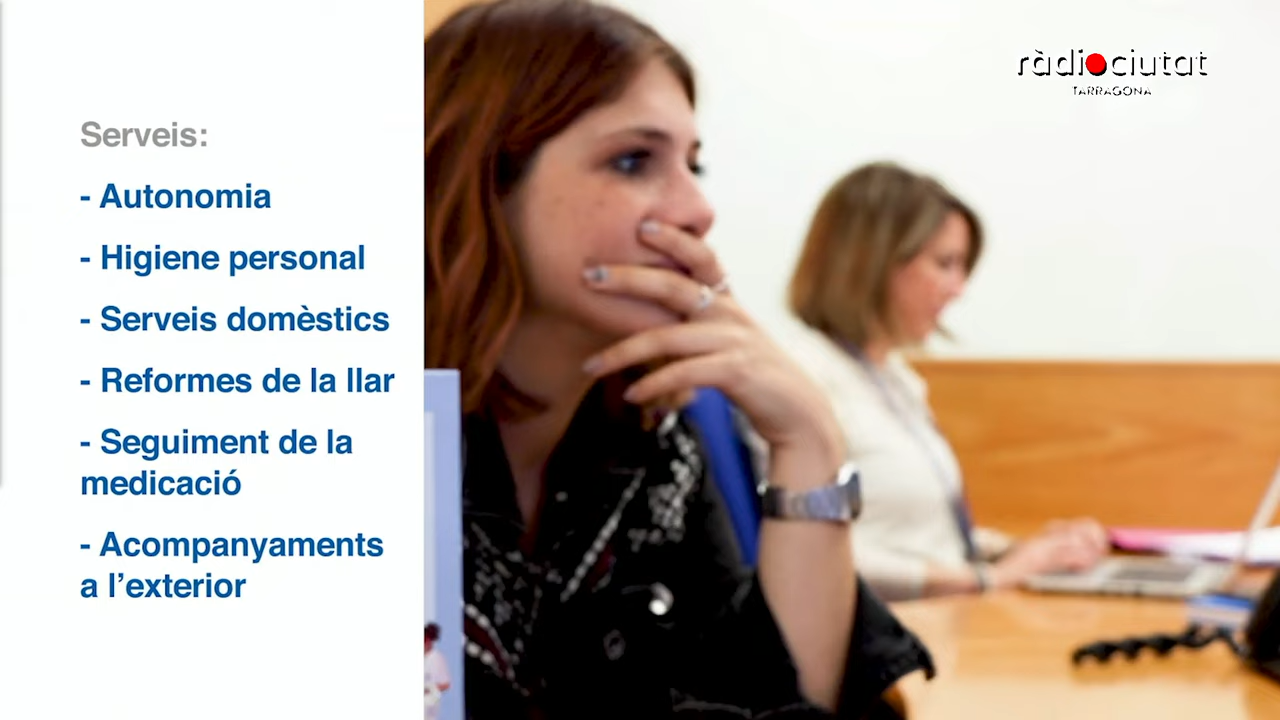 ràdiociutat
TARRAGONA
Serveis:
- Autonomia
- Higiene personal
- Serveis domèstics
- Reformes de la llar
- Seguiment de la
medicació
- Acompanyaments
a l’exterior